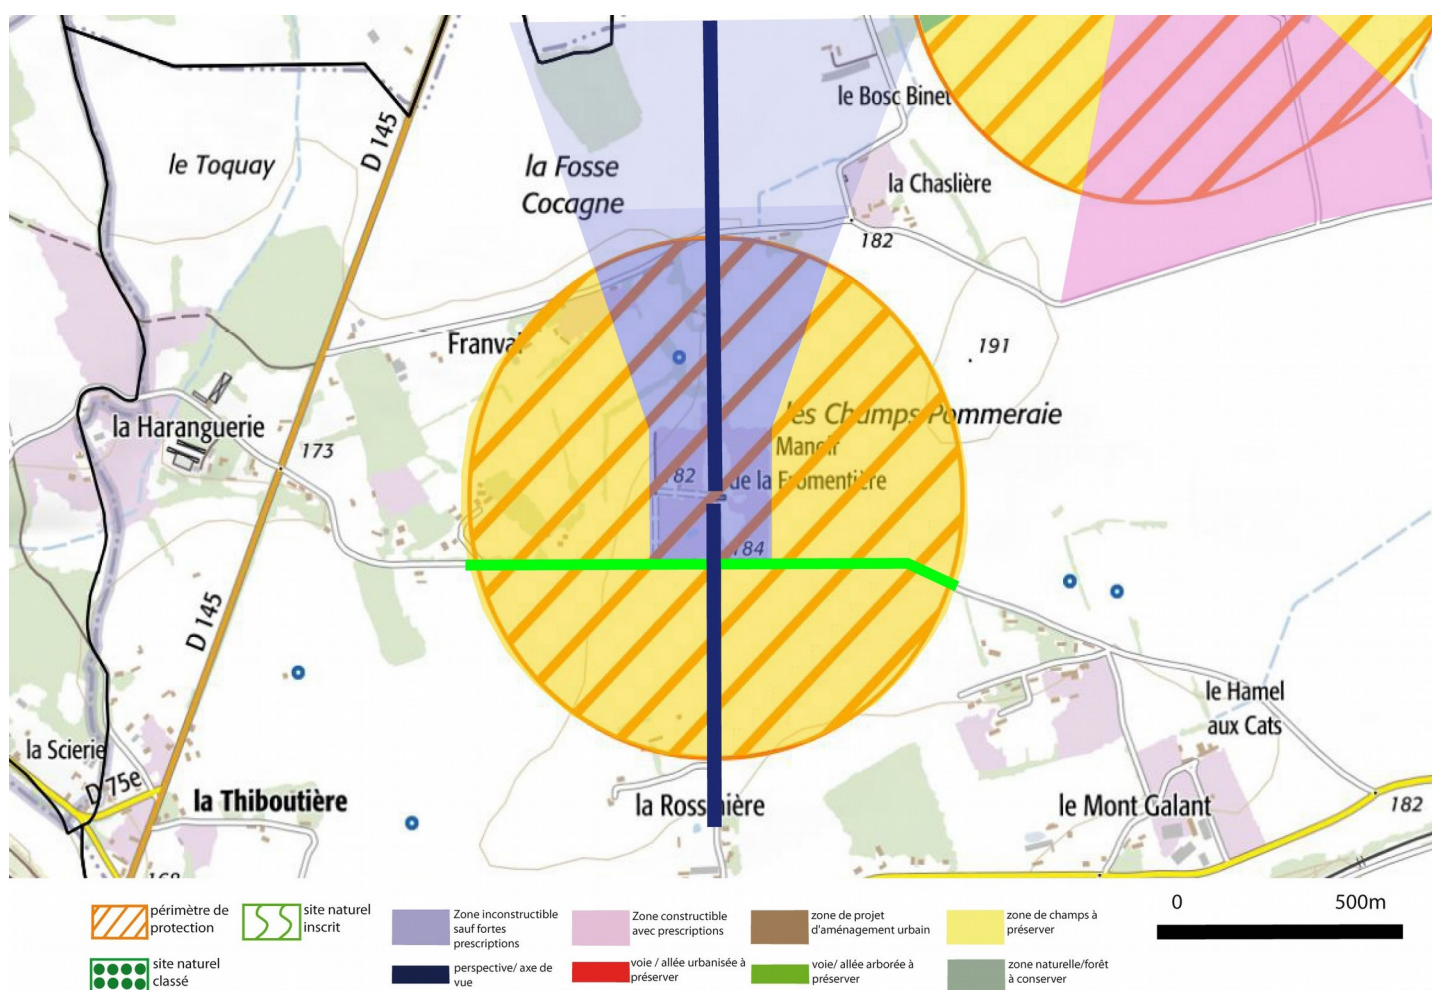 le Bosc Binet
D 145
le Toquay
la Fosse
Cocagne
la Chaslière
182
Franval
191
les Champs Pommeraie
la Haranguerie
173
Manoir
182
de la Fromentière
184
D 145
le Hamel
aux Cats
la Scierie
D 75e
la Thiboutière
le Mont Galant
182
0
500m
périmètre de
protection
site naturel
inscrit
Zone inconstructible
sauf fortes
prescriptions
Zone constructible
avec prescriptions
zone de projet
d'aménagement urbain
zone de champs à
préserver
site naturel
classé
perspective/ axe de
vue
voie / allée urbanisée à
préserver
voie/ allée arborée à
préserver
zone naturelle/forêt
à conserver